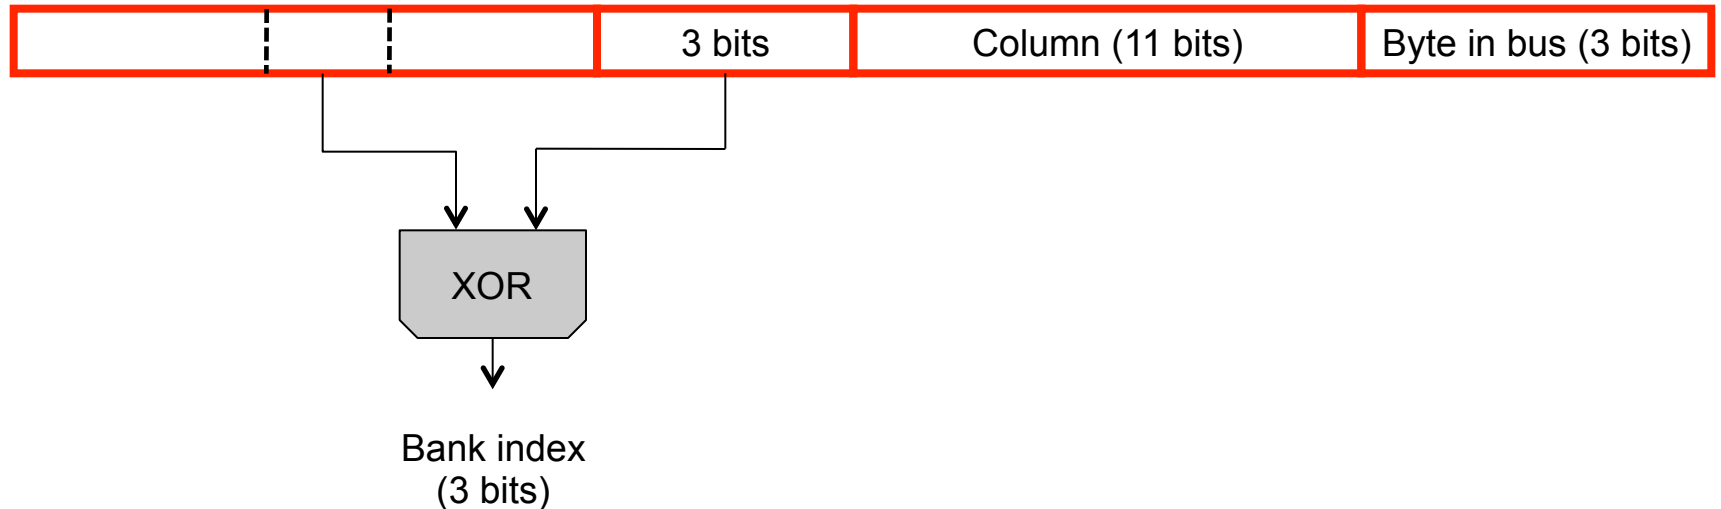 3 bits
Column (11 bits)
Byte in bus (3 bits)
XOR
Bank index
(3 bits)